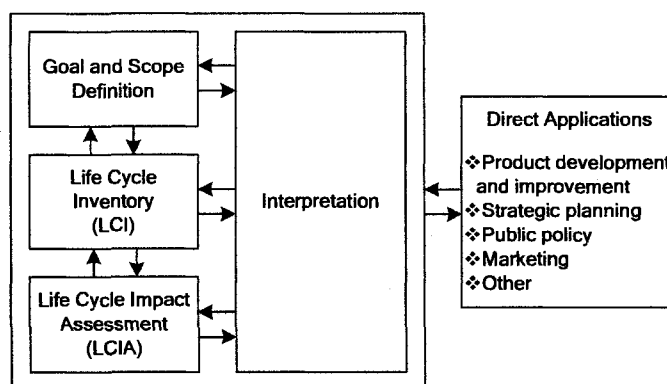 Goal and Scope
Definition
Life Cycle
Inventory
(LCI)
Life Cycle Impact
Assessment
(LCIA)
Interpretation
Direct Applications
❖Product development
and improvement
❖Strategic planning
❖Public policy
❖Marketing
❖Other